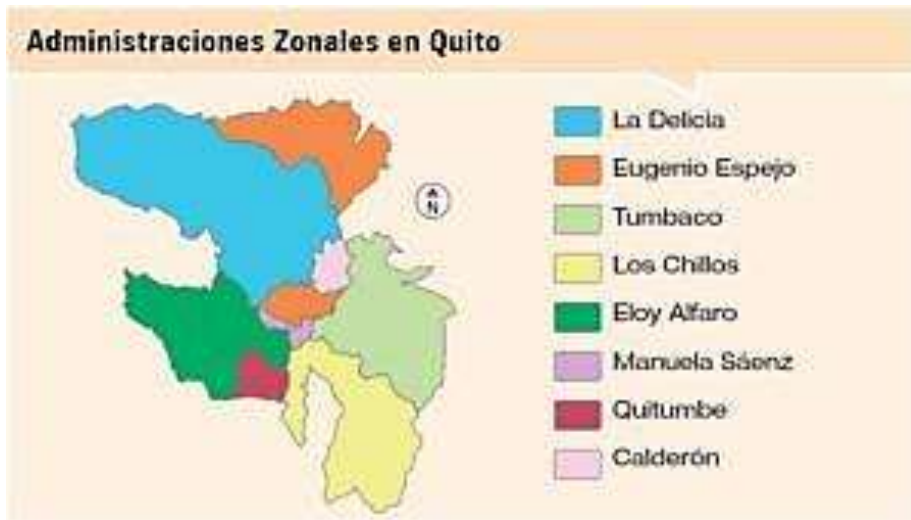 Administraciones Zonales en Quito
La Delicia
Eugenio Espejo
Tumbaco
N
Los Chillos
Eloy Alfaro
Manuela Sáenz
Quitumbe
Calderón